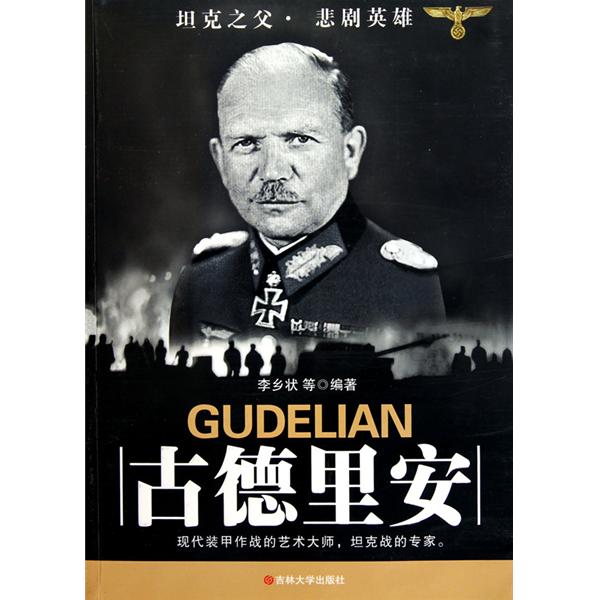 坦克之父·悲剧英雄
李乡状 等◎编著
GUDELIAN
古德里安
现代装甲作战的艺术大师，坦克战的专家。
吉林大学出版社